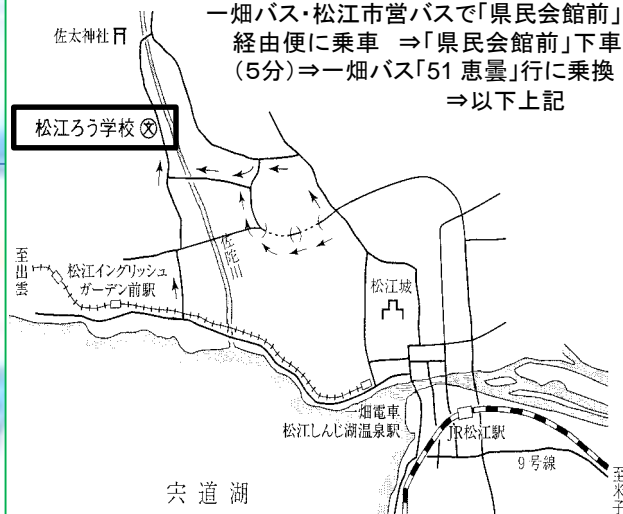 一畑バス・松江市営バスで「県民会館前」
経由便に乗車　⇒「県民会館前」下車
(5分)⇒一畑バス「51 恵曇」行に乗換
⇒以下上記
佐太神社
松江ろう学校 文
佐陀川
至出雲
松江イングリッシュ
ガーデン前駅
松江城
一畑電車
松江しんじ湖温泉駅
JR松江駅
9号線
至米子
宍道湖